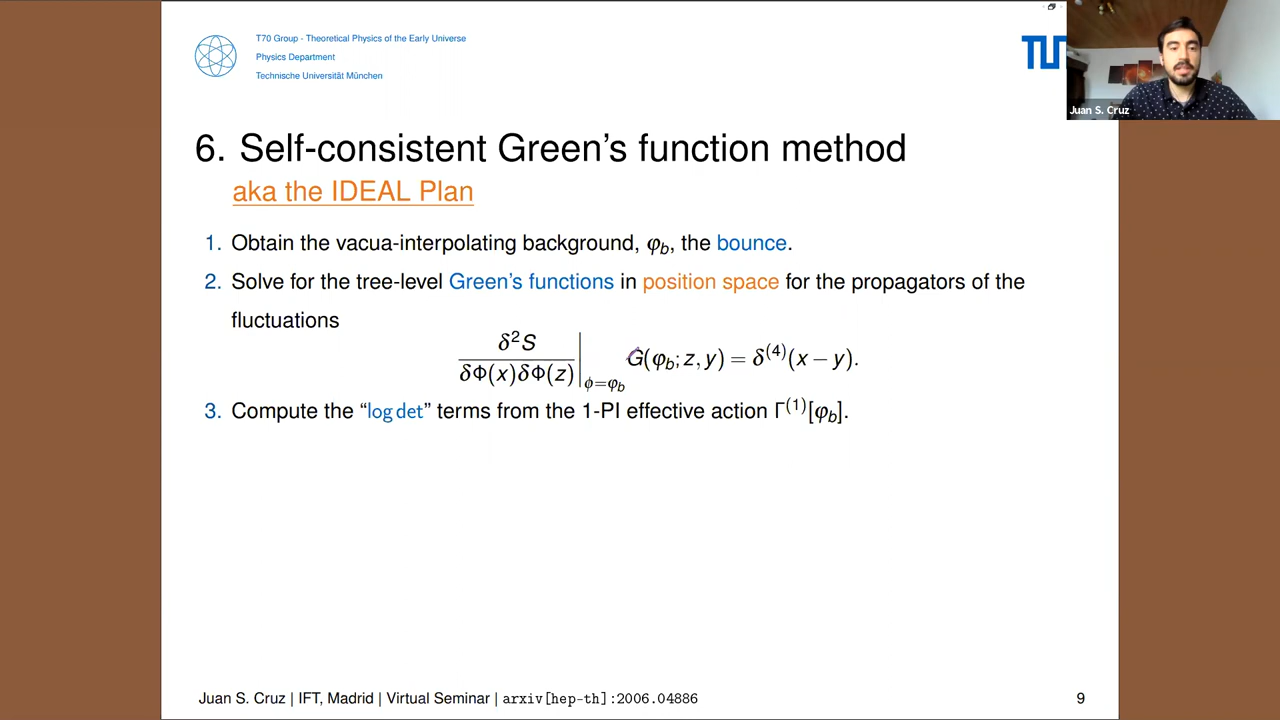 T70 Group - Theoretical Physics of the Early Universe
Physics Department
Technische Universität München
TU
Juan S. Cruz
6. Self-consistent Green's function method
aka the IDEAL Plan
1. Obtain the vacua-interpolating background, φ_b, the bounce.
2. Solve for the tree-level Green's functions in position space for the propagators of the
fluctuations
δ²S / δΦ(x)δΦ(z) |_{ϕ=φ_b} G(φ_b; z, y) = δ^{(4)}(x − y).
3. Compute the “log det” terms from the 1-PI effective action Γ^{(1)}[φ_b].
Juan S. Cruz | IFT, Madrid | Virtual Seminar | arxiv[hep-th]:2006.04886
9